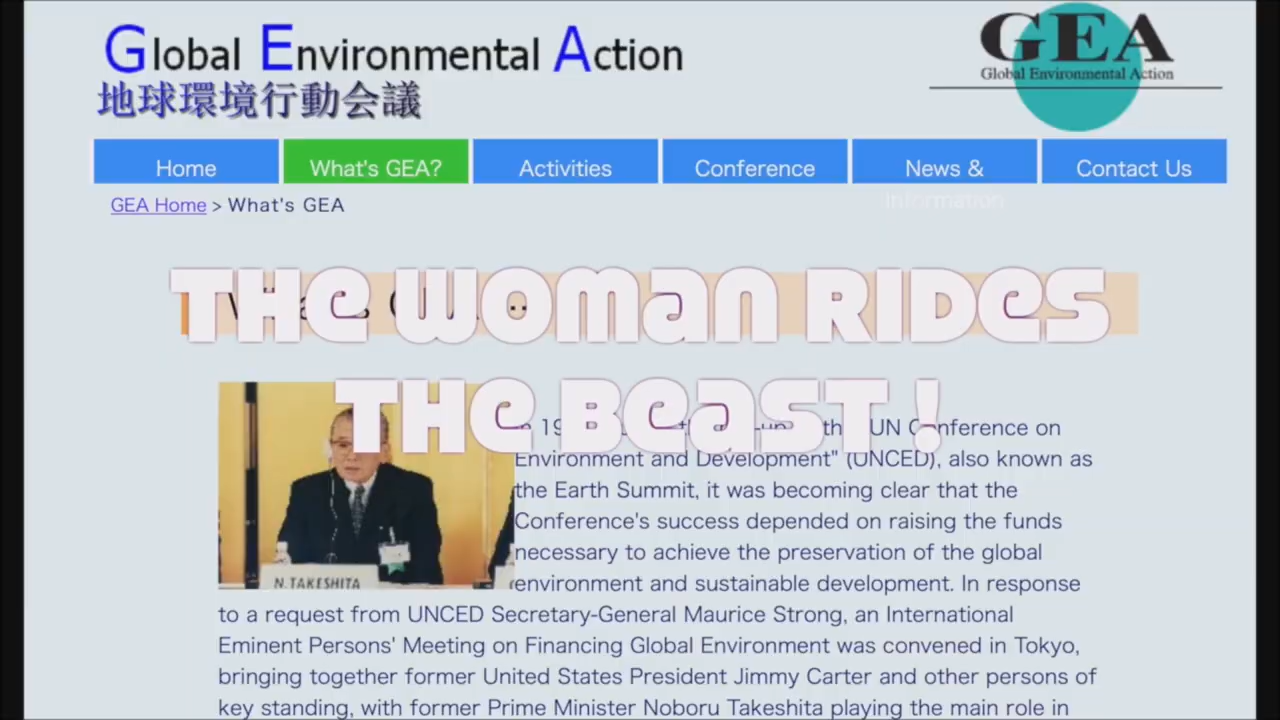 Global Environmental Action
地球環境行動会議
GEA
Global Environmental Action
Home
What's GEA?
Activities
Conference
News &
Information
Contact Us
GEA Home > What's GEA
THE WOMAN RIDES
THE BEAST!
N.TAKESHITA
the "UN Conference on
Environment and Development" (UNCED), also known as
the Earth Summit, it was becoming clear that the
Conference's success depended on raising the funds
necessary to achieve the preservation of the global
environment and sustainable development. In response
to a request from UNCED Secretary-General Maurice Strong, an International
Eminent Persons' Meeting on Financing Global Environment was convened in Tokyo,
bringing together former United States President Jimmy Carter and other persons of
key standing, with former Prime Minister Noboru Takeshita playing the main role in